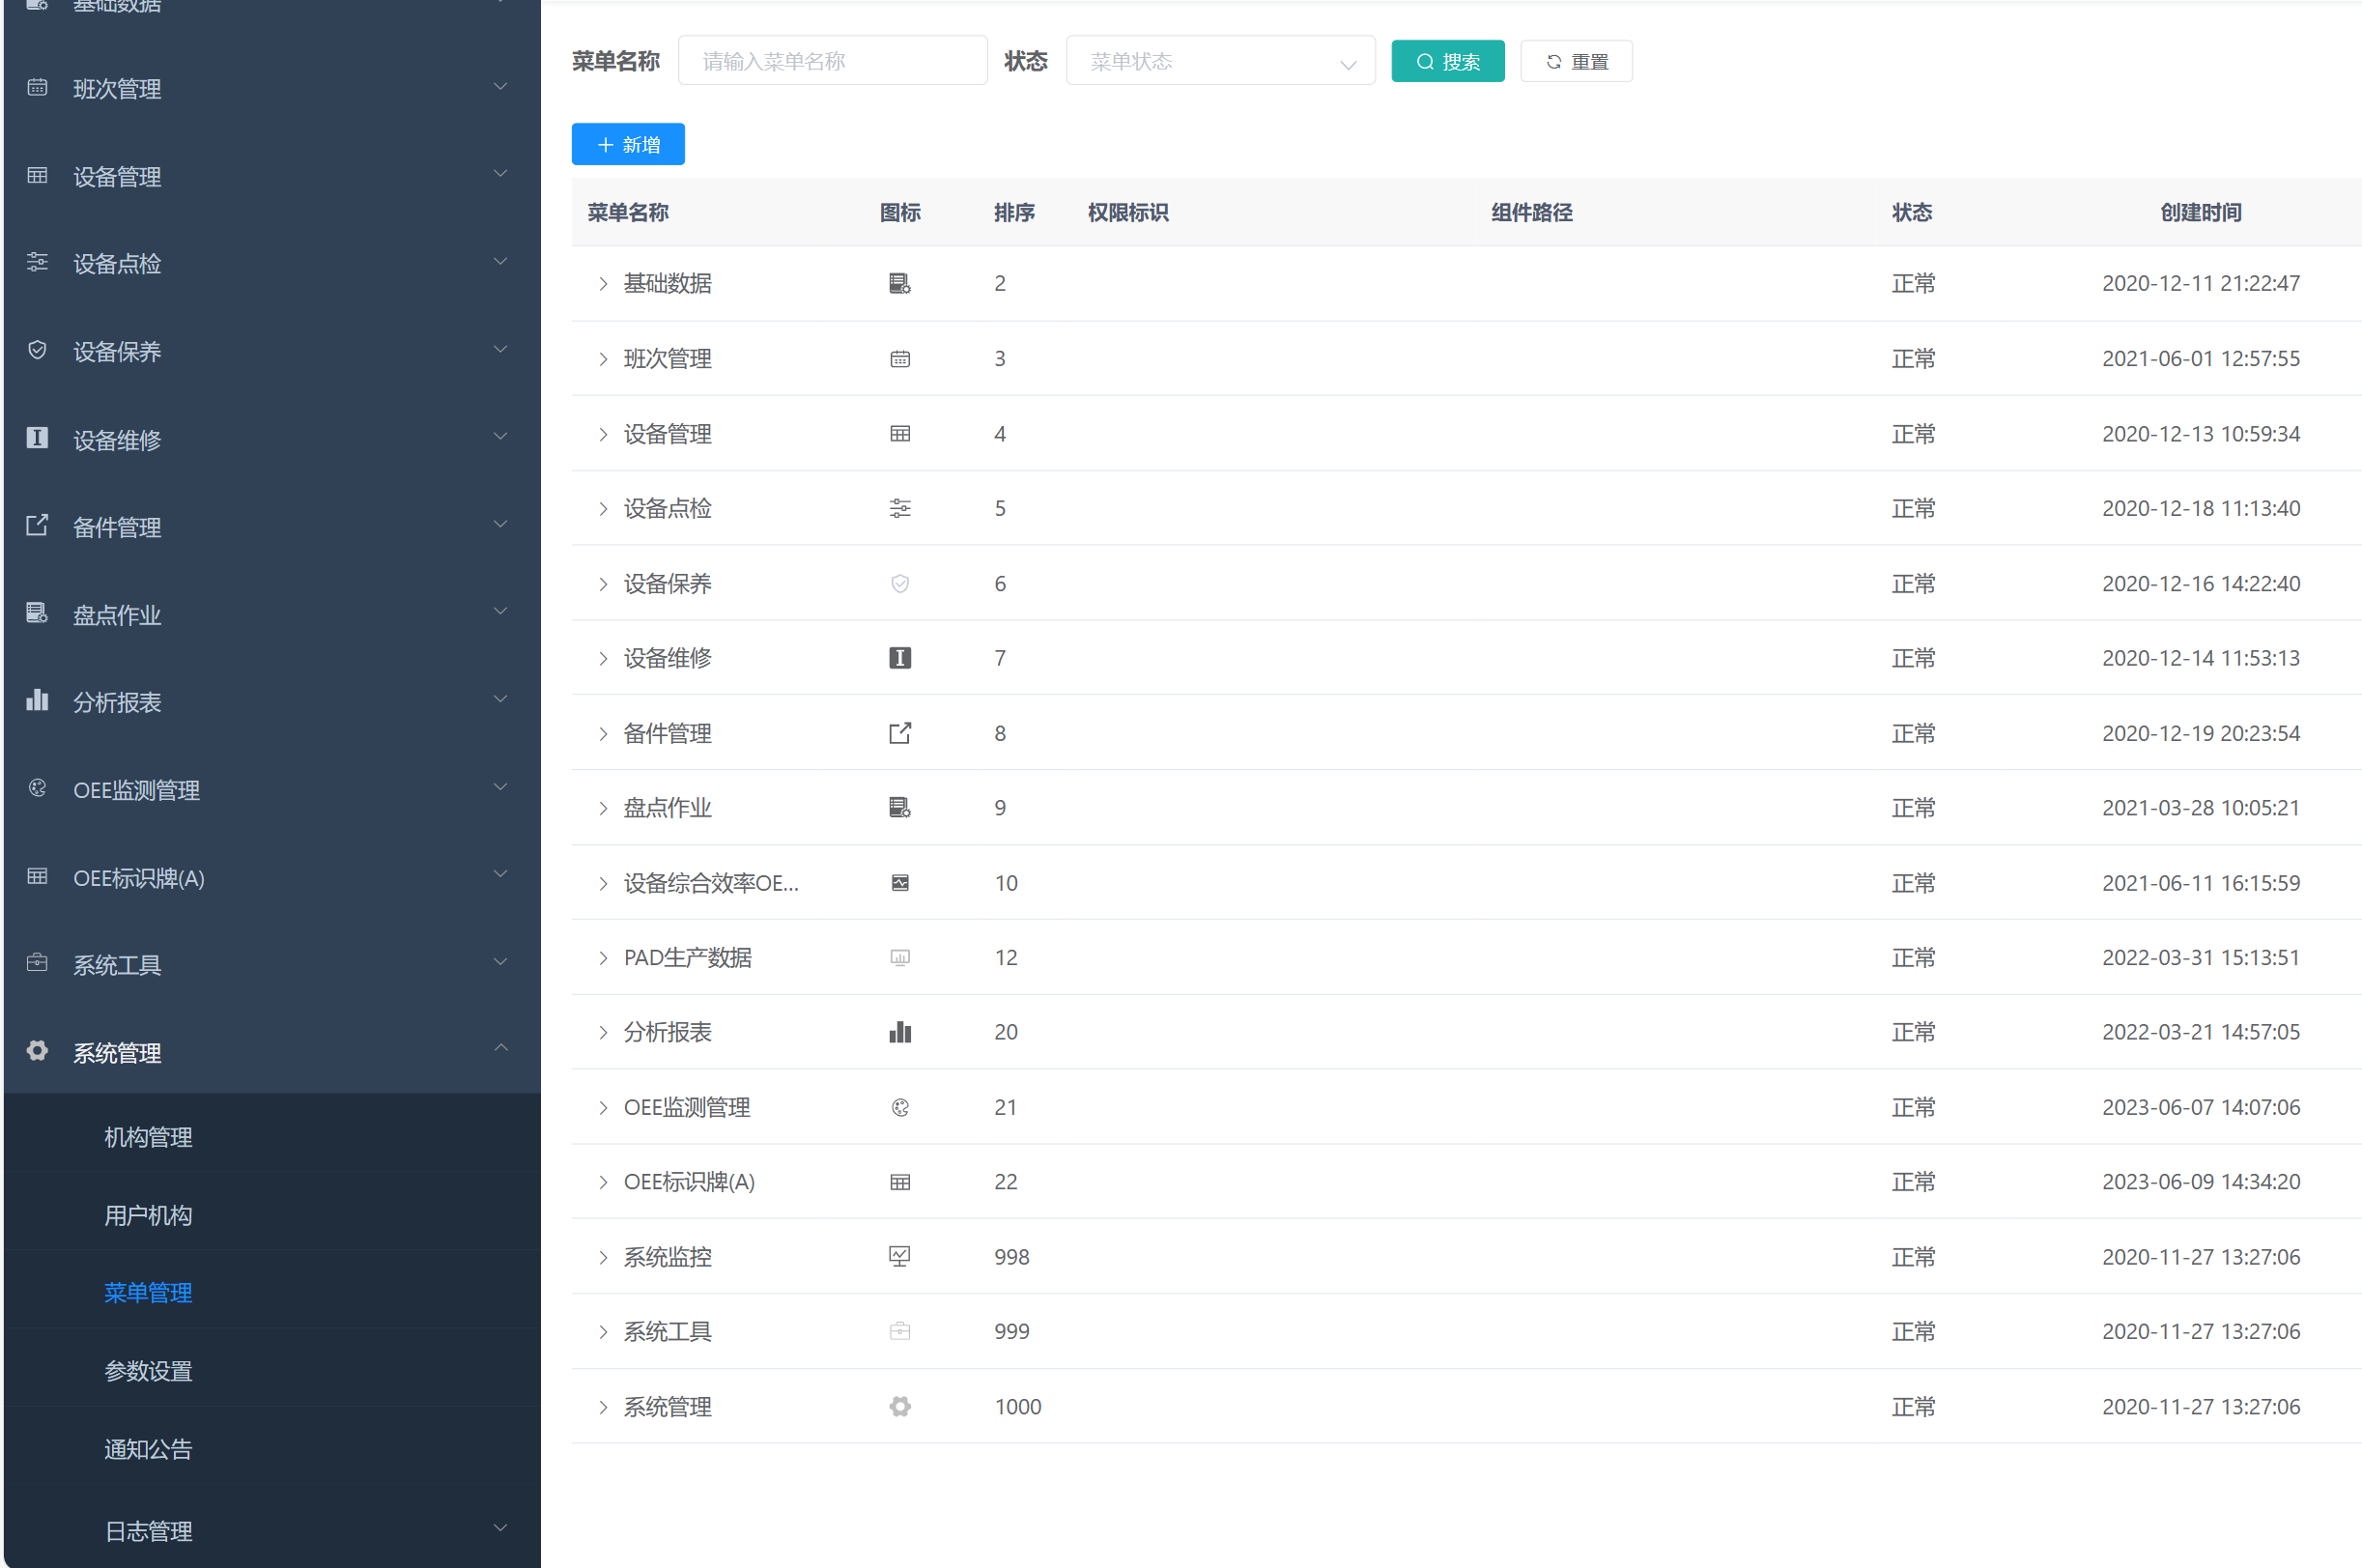 基础数据
班次管理
设备管理
设备点检
设备保养
设备维修
备件管理
盘点作业
分析报表
OEE监测管理
OEE标识牌(A)
系统工具
系统管理
机构管理
用户机构
菜单管理
参数设置
通知公告
日志管理
菜单名称 请输入菜单名称 状态 菜单状态 搜索 重置
新增
菜单名称 图标 排序 权限标识 组件路径 状态 创建时间
基础数据 2 正常 2020-12-11 21:22:47
班次管理 3 正常 2021-06-01 12:57:55
设备管理 4 正常 2020-12-13 10:59:34
设备点检 5 正常 2020-12-18 11:13:40
设备保养 6 正常 2020-12-16 14:22:40
设备维修 7 正常 2020-12-14 11:53:13
备件管理 8 正常 2020-12-19 20:23:54
盘点作业 9 正常 2021-03-28 10:05:21
设备综合效率OE... 10 正常 2021-06-11 16:15:59
PAD生产数据 12 正常 2022-03-31 15:13:51
分析报表 20 正常 2022-03-21 14:57:05
OEE监测管理 21 正常 2023-06-07 14:07:06
OEE标识牌(A) 22 正常 2023-06-09 14:34:20
系统监控 998 正常 2020-11-27 13:27:06
系统工具 999 正常 2020-11-27 13:27:06
系统管理 1000 正常 2020-11-27 13:27:06